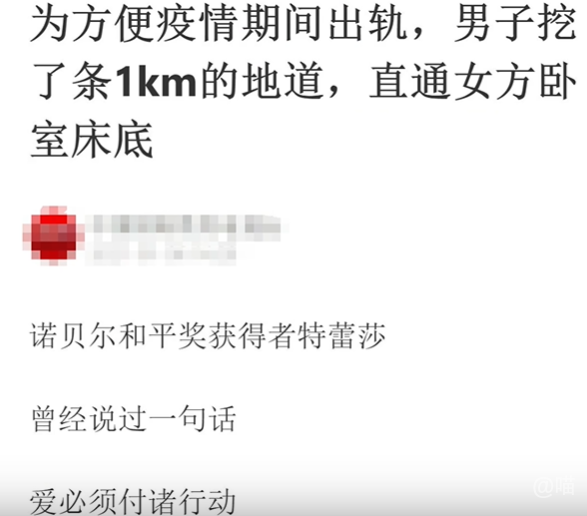 为方便疫情期间出轨，男子挖
了条1km的地道，直通女方卧
室床底
诺贝尔和平奖获得者特蕾莎
曾经说过一句话
爱必须付诸行动
@喵